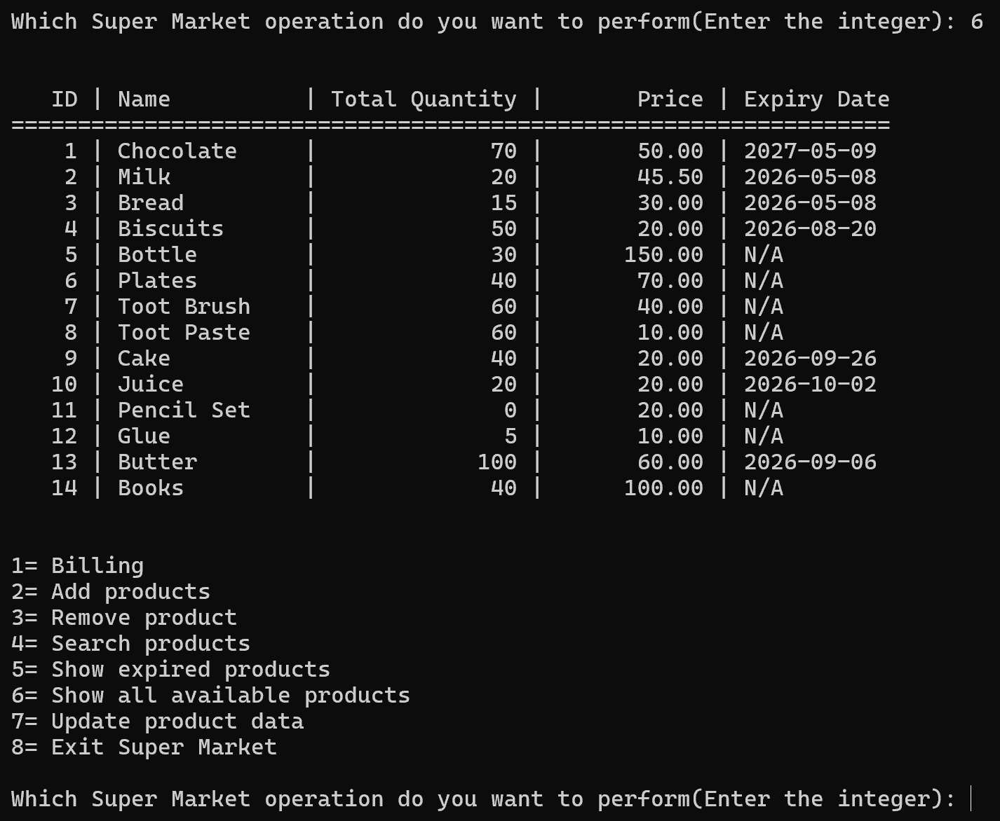 Which Super Market operation do you want to perform(Enter the integer): 6
   ID | Name          | Total Quantity |       Price | Expiry Date
==================================================================
    1 | Chocolate     |             70 |       50.00 | 2027-05-09
    2 | Milk          |             20 |       45.50 | 2026-05-08
    3 | Bread         |             15 |       30.00 | 2026-05-08
    4 | Biscuits      |             50 |       20.00 | 2026-08-20
    5 | Bottle        |             30 |      150.00 | N/A
    6 | Plates        |             40 |       70.00 | N/A
    7 | Toot Brush    |             60 |       40.00 | N/A
    8 | Toot Paste    |             60 |       10.00 | N/A
    9 | Cake          |             40 |       20.00 | 2026-09-26
   10 | Juice         |             20 |       20.00 | 2026-10-02
   11 | Pencil Set    |              0 |       20.00 | N/A
   12 | Glue          |              5 |       10.00 | N/A
   13 | Butter        |            100 |       60.00 | 2026-09-06
   14 | Books         |             40 |      100.00 | N/A
1= Billing
2= Add products
3= Remove product
4= Search products
5= Show expired products
6= Show all available products
7= Update product data
8= Exit Super Market
Which Super Market operation do you want to perform(Enter the integer):